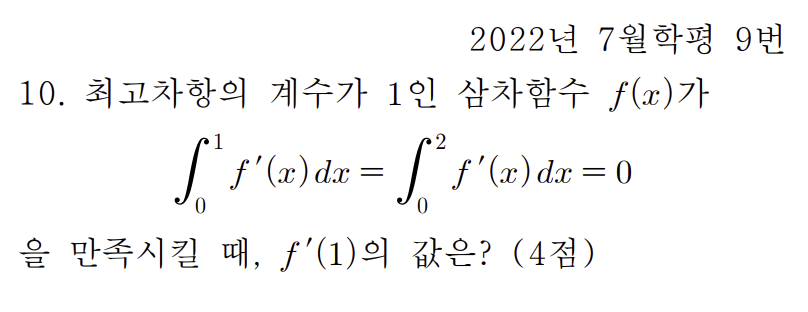 2022년 7월학평 9번
10. 최고차항의 계수가 1인 삼차함수 f(x)가
∫₀¹ f′(x)dx = ∫₀² f′(x)dx = 0
을 만족시킬 때, f′(1)의 값은? (4점)